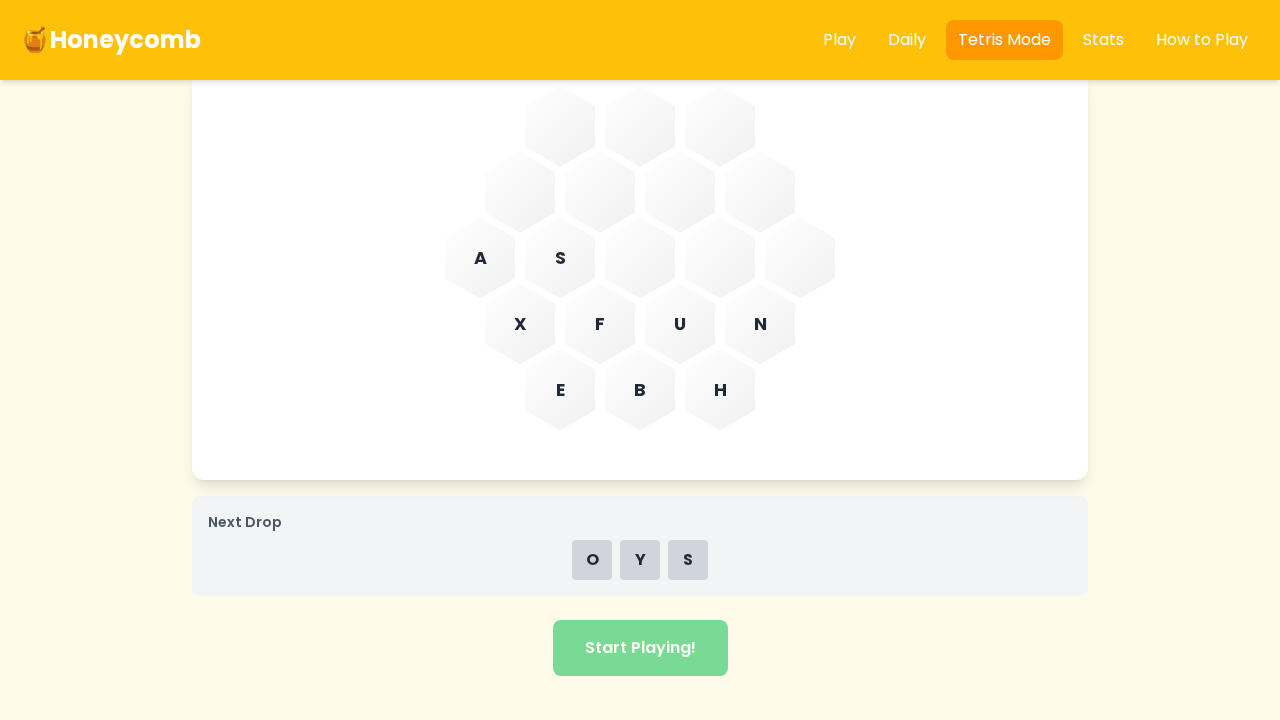 Honeycomb
Play Daily Tetris Mode Stats How to Play
A S
X F U N
E B H
Next Drop
O Y S
Start Playing!